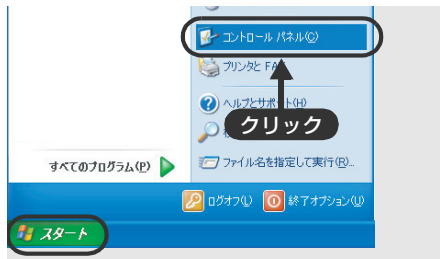 コントロール パネル(C)
プリンタと FA
ヘルプとサポート(H)
クリック
すべてのプログラム(P)
ファイル名を指定して実行(R)...
ログオフ(L)
終了オプション(U)
スタート